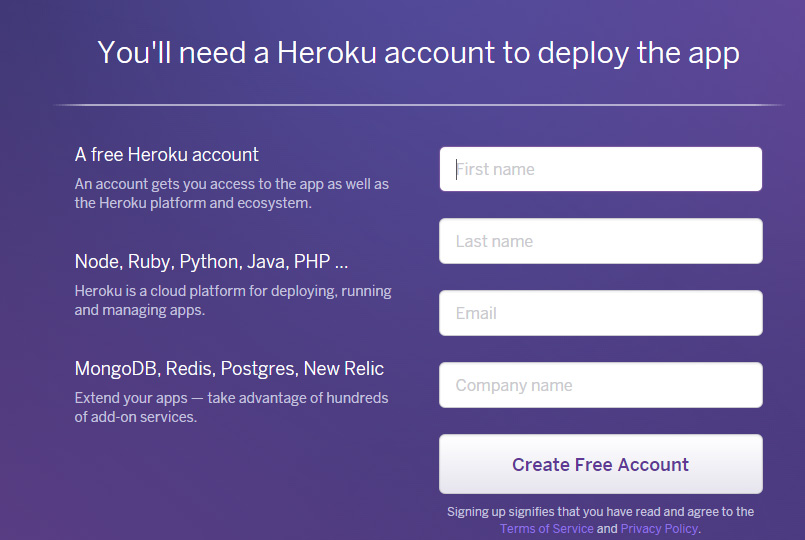 You'll need a Heroku account to deploy the app
A free Heroku account
An account gets you access to the app as well as
the Heroku platform and ecosystem.
Node, Ruby, Python, Java, PHP ...
Heroku is a cloud platform for deploying, running
and managing apps.
MongoDB, Redis, Postgres, New Relic
Extend your apps — take advantage of hundreds
of add-on services.
First name
Last name
Email
Company name
Create Free Account
Signing up signifies that you have read and agree to the
Terms of Service and Privacy Policy.